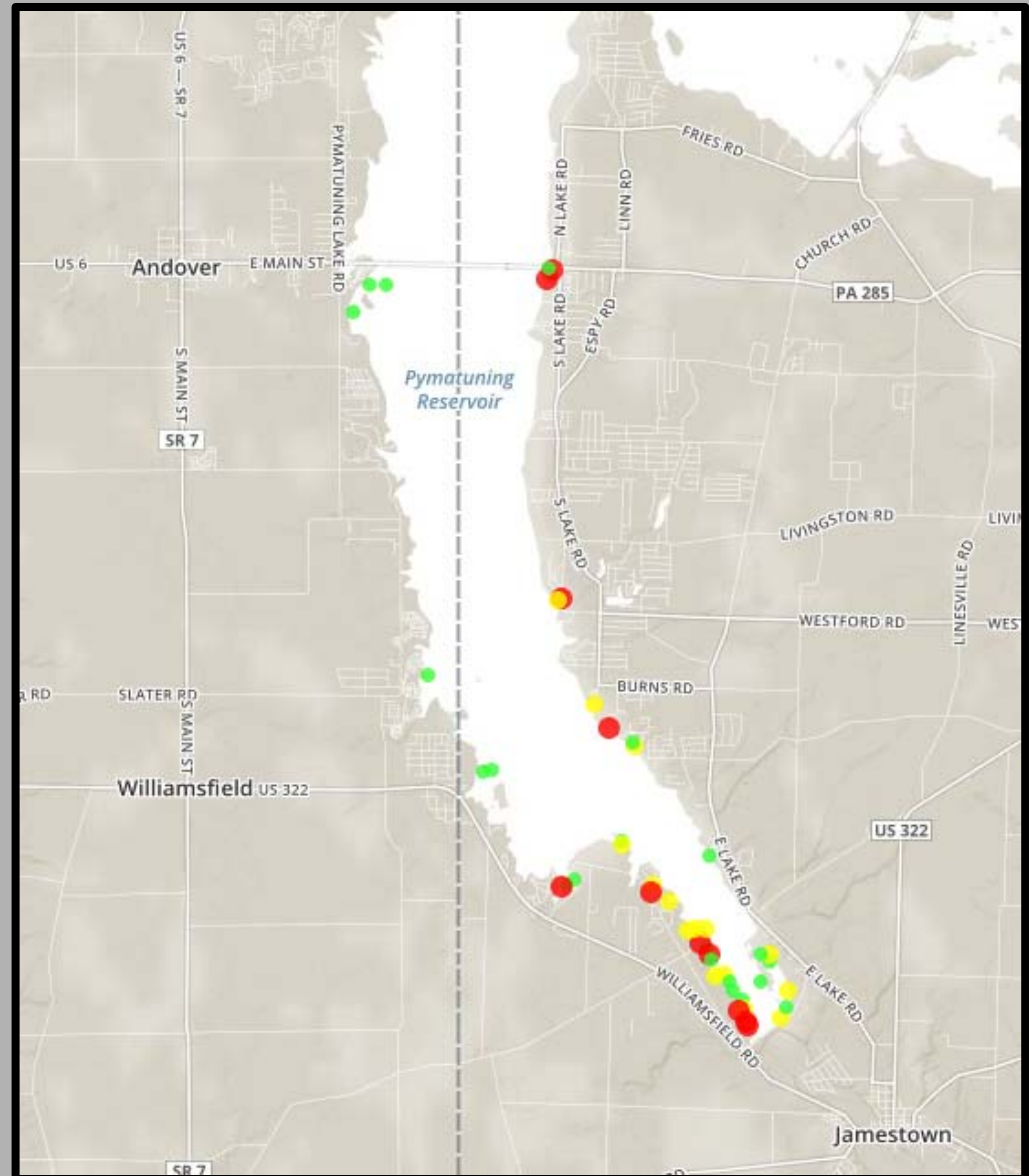 US 6 — SR 7
FRIES RD
PYMATUNING LAKE RD
N LAKE RD
LINN RD
CHURCH RD
US 6
Andover
E MAIN ST
PA 285
S LAKE RD
ESPY RD
S MAIN ST
Pymatuning
Reservoir
SR 7
S LAKE RD
LIVINGSTON RD
LIVI
LINESVILLE RD
WESTFORD RD
WES
RD
SLATER RD
BURNS RD
S MAIN ST
Williamsfield
US 322
US 322
E LAKE RD
WILLIAMSFIELD RD
E LAKE RD
Jamestown
SR 7